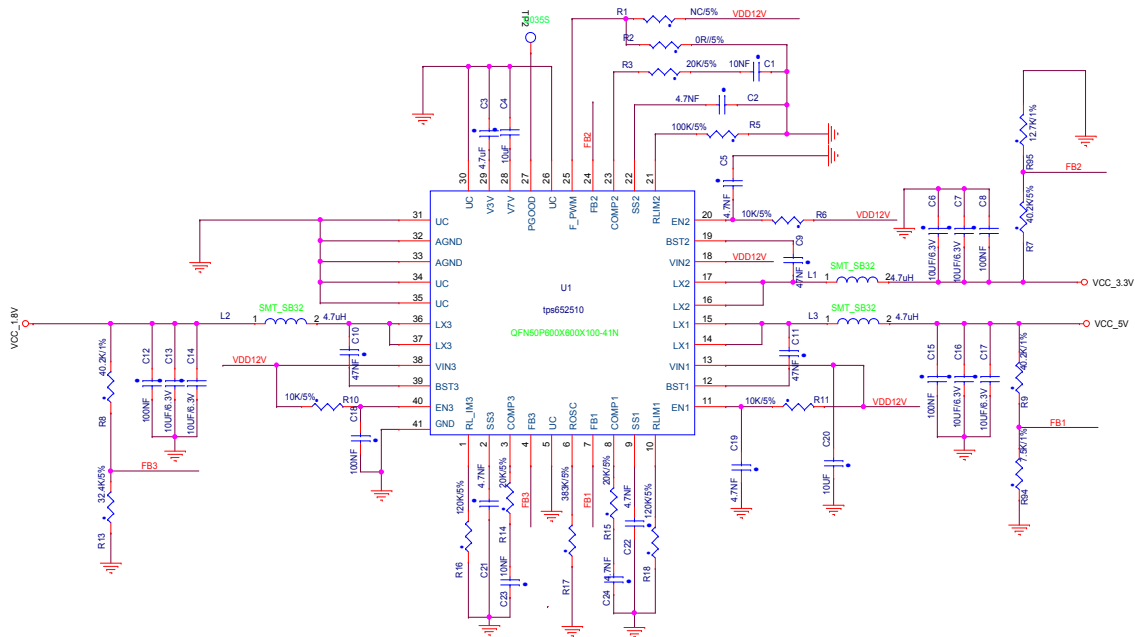 TP2
R1
NC/5%
VDD12V
R2
0R//5%
R3
20K/5%
10NF
C1
4.7NF
C2
100K/5%
R5
C3
4.7uF
C4
10uF
FB2
C5
4.7NF
30
29
28
27
26
25
24
23
22
21
UC
V3V
V7V
PGOOD
UC
F_PWM
FB2
COMP2
SS2
RLIM2
12.7K/1%
R95
FB2
40.2K/5%
R7
C6
C7
C8
10UF/6.3V
10UF/6.3V
100NF
31
UC
32
AGND
33
AGND
34
UC
35
UC
36
LX3
37
LX3
38
VIN3
39
BST3
40
EN3
41
GND
U1
tps652510
QFN50P600X600X100-41N
EN2
20
10K/5%
R6
VDD12V
BST2
19
C9
47NF
VIN2
18
VDD12V
LX2
17
L1
SMT_SB32
1
2
4.7uH
VCC_3.3V
LX2
16
LX1
15
L3
SMT_SB32
1
2
4.7uH
VCC_5V
LX1
14
C11
47NF
VIN1
13
BST1
12
EN1
11
10K/5%
R11
VDD12V
VCC_1.8V
L2
SMT_SB32
1
2
4.7uH
C10
47NF
40.2K/1%
R8
C12
C13
C14
100NF
10UF/6.3V
10UF/6.3V
VDD12V
10K/5%
R10
C18
100NF
FB3
32.4K/5%
R13
C15
C16
C17
100NF
10UF/6.3V
10UF/6.3V
40.2K/1%
R9
FB1
7.5K/1%
R94
C19
4.7NF
C20
10UF
RL_IM3
SS3
COMP3
FB3
UC
ROSC
FB1
COMP1
SS1
RLIM1
1
2
3
4
5
6
7
8
9
10
120K/5%
R16
4.7NF
C21
20K/5%
R14
10NF
C23
FB3
383K/5%
R17
FB1
20K/5%
R15
4.7NF
C24
4.7NF
C22
120K/5%
R18